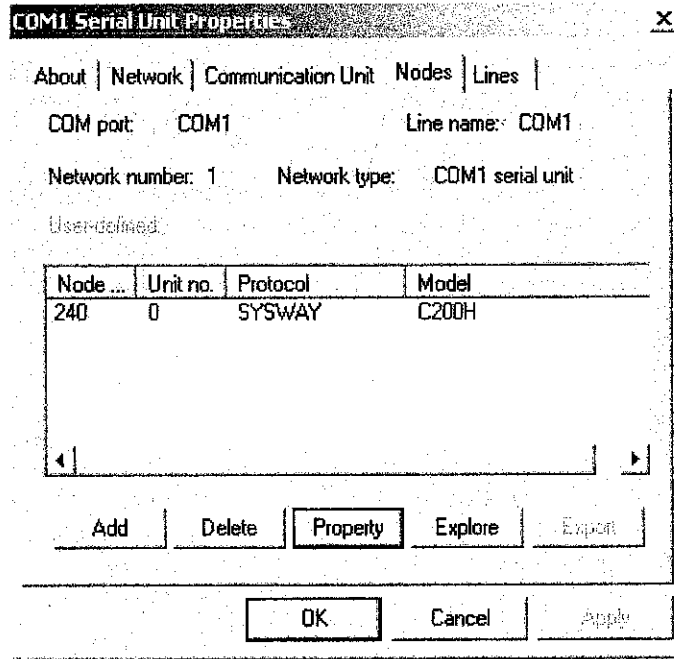 COM1 Serial Unit Properties
About Network Communication Unit Nodes Lines
COM port: COM1 Line name: COM1
Network number: 1 Network type: COM1 serial unit
User-defined:
Node ... Unit no. Protocol Model
240 0 SYSWAY C200H
Add Delete Property Explore Export
OK Cancel Apply